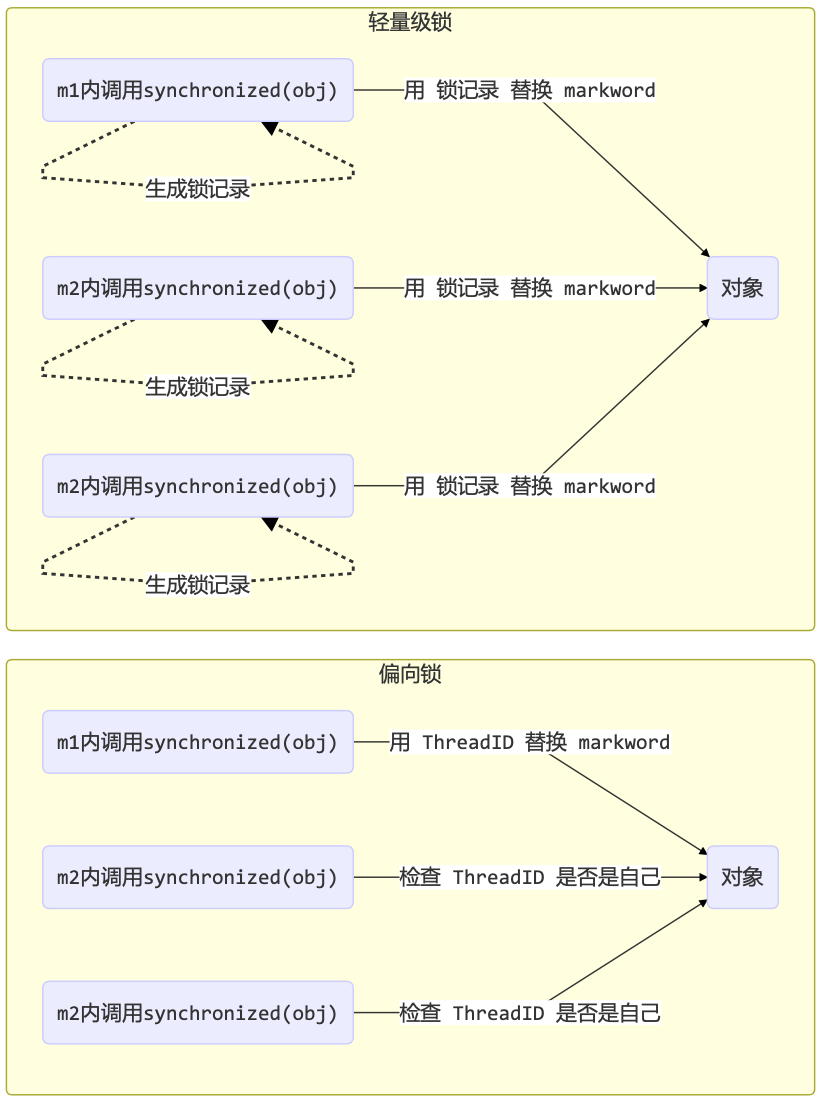 轻量级锁
m1内调用synchronized(obj)
用 锁记录 替换 markword
生成锁记录
m2内调用synchronized(obj)
用 锁记录 替换 markword
对象
生成锁记录
m2内调用synchronized(obj)
用 锁记录 替换 markword
生成锁记录
偏向锁
m1内调用synchronized(obj)
用 ThreadID 替换 markword
m2内调用synchronized(obj)
检查 ThreadID 是否是自己
对象
m2内调用synchronized(obj)
检查 ThreadID 是否是自己